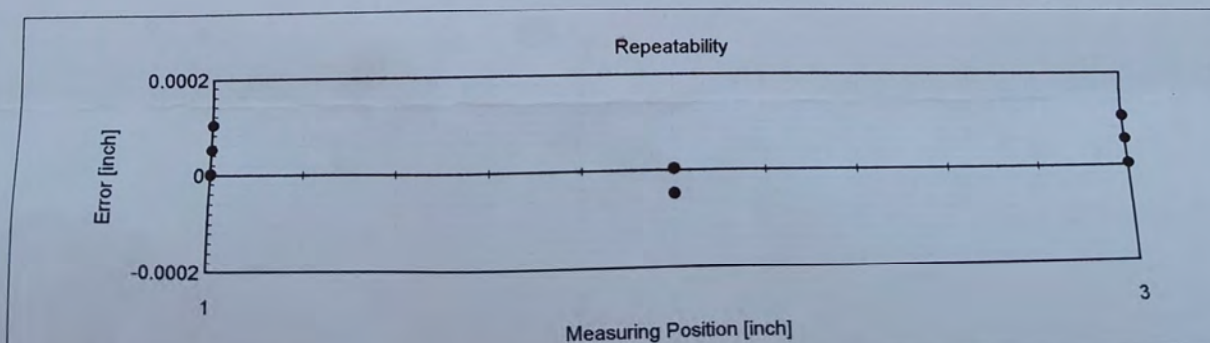 Repeatability
0.0002
Error [inch]
0
-0.0002
1
3
Measuring Position [inch]